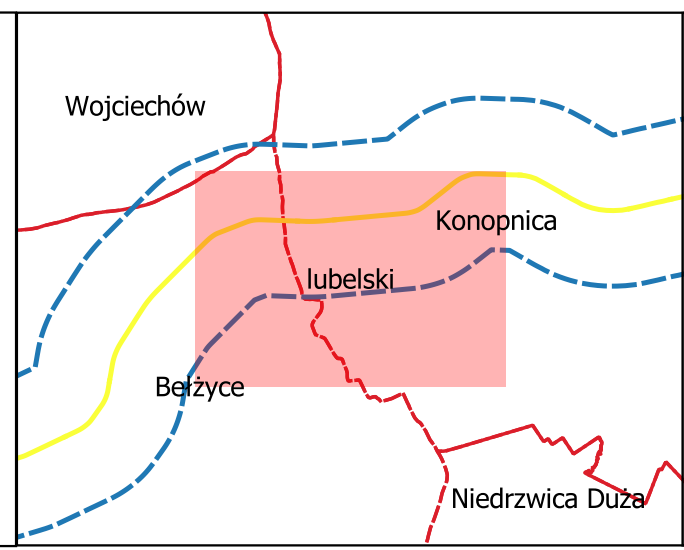 Wojciechów
Konopnica
lubelski
Bełżyce
Niedrzwica Duża